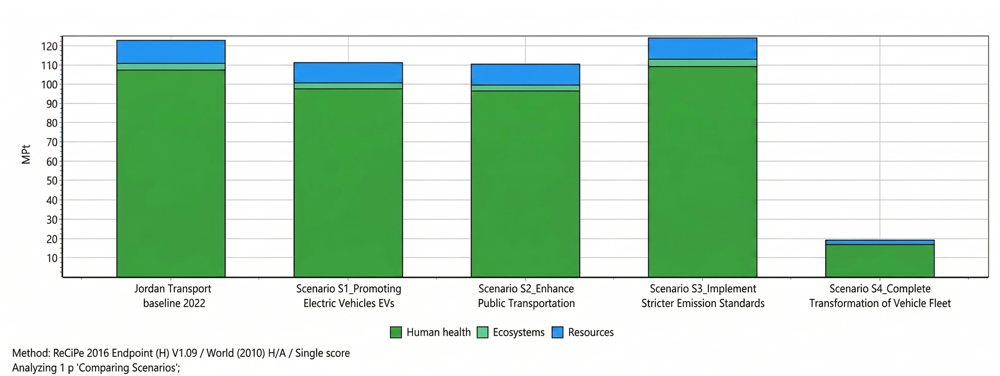 120
110
100
90
80
70
60
50
40
30
20
10
MPt
Jordan Transport
baseline 2022
Scenario S1_Promoting
Electric Vehicles EVs
Scenario S2_Enhance
Public Transportation
Scenario S3_Implement
Stricter Emission Standards
Scenario S4_Complete
Transformation of Vehicle Fleet
Human health Ecosystems Resources
Method: ReCiPe 2016 Endpoint (H) V1.09 / World (2010) H/A / Single score
Analyzing 1 p 'Comparing Scenarios';